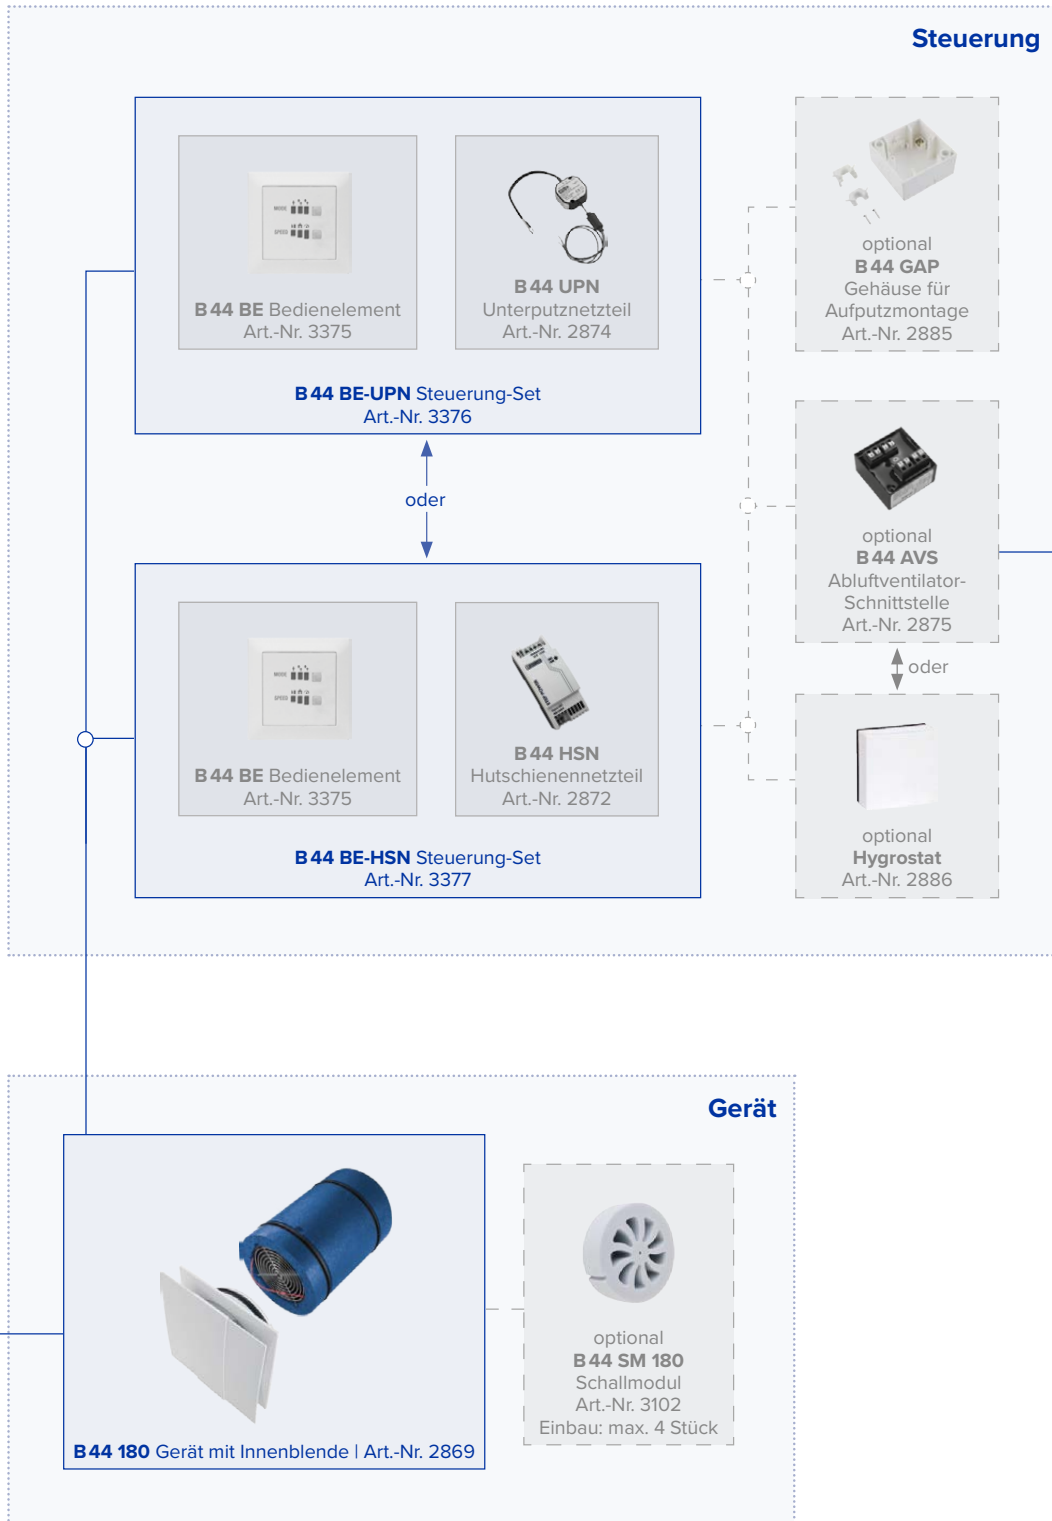 Steuerung
MODE
SPEED
B 44 BE Bedienelement
Art.-Nr. 3375
B 44 UPN
Unterputznetzteil
Art.-Nr. 2874
B 44 BE-UPN Steuerung-Set
Art.-Nr. 3376
optional
B 44 GAP
Gehäuse für
Aufputzmontage
Art.-Nr. 2885
oder
optional
B 44 AVS
Abluftventilator-
Schnittstelle
Art.-Nr. 2875
oder
MODE
SPEED
B 44 BE Bedienelement
Art.-Nr. 3375
B 44 HSN
Hutschienennetzteil
Art.-Nr. 2872
B 44 BE-HSN Steuerung-Set
Art.-Nr. 3377
optional
Hygrostat
Art.-Nr. 2886
Gerät
B 44 180 Gerät mit Innenblende | Art.-Nr. 2869
optional
B 44 SM 180
Schallmodul
Art.-Nr. 3102
Einbau: max. 4 Stück